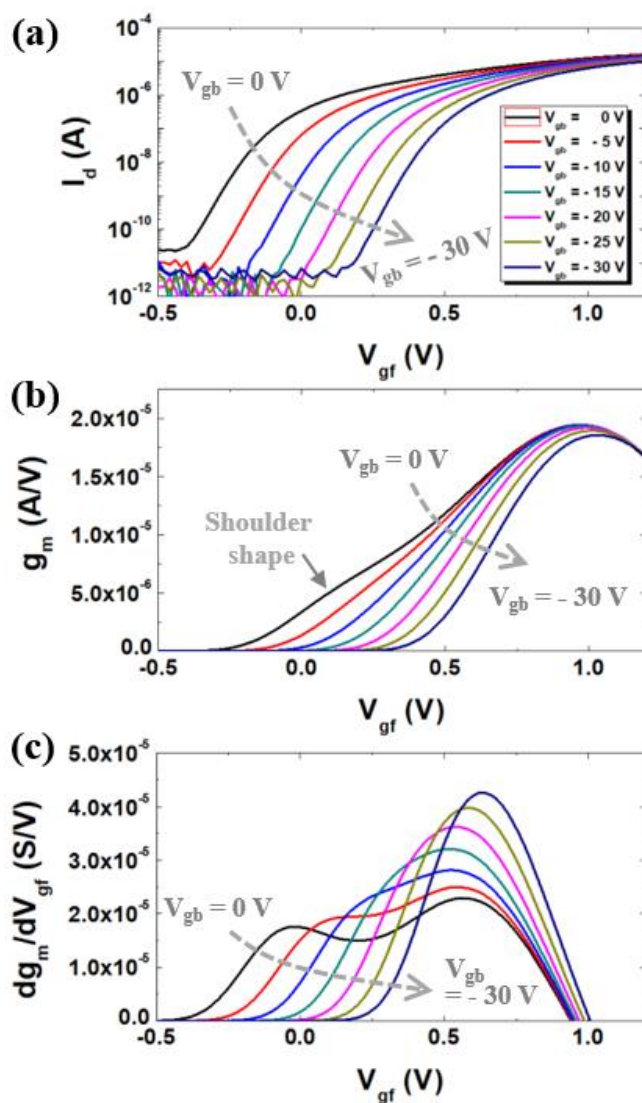 (a)
10⁻⁴
10⁻⁶
10⁻⁸
10⁻¹⁰
10⁻¹²
I_d (A)
V_gb = 0 V
V_gb = - 30 V
V_gb = 0 V
V_gb = - 5 V
V_gb = - 10 V
V_gb = - 15 V
V_gb = - 20 V
V_gb = - 25 V
V_gb = - 30 V
-0.5 0.0 0.5 1.0
V_gf (V)
(b)
2.0x10⁻⁵
1.5x10⁻⁵
1.0x10⁻⁵
5.0x10⁻⁶
0.0
g_m (A/V)
V_gb = 0 V
Shoulder
shape
V_gb = - 30 V
-0.5 0.0 0.5 1.0
V_gf (V)
(c)
5.0x10⁻⁵
4.0x10⁻⁵
3.0x10⁻⁵
2.0x10⁻⁵
1.0x10⁻⁵
0.0
dg_m/dV_gf (S/V)
V_gb = 0 V
V_gb
= - 30 V
-0.5 0.0 0.5 1.0
V_gf (V)